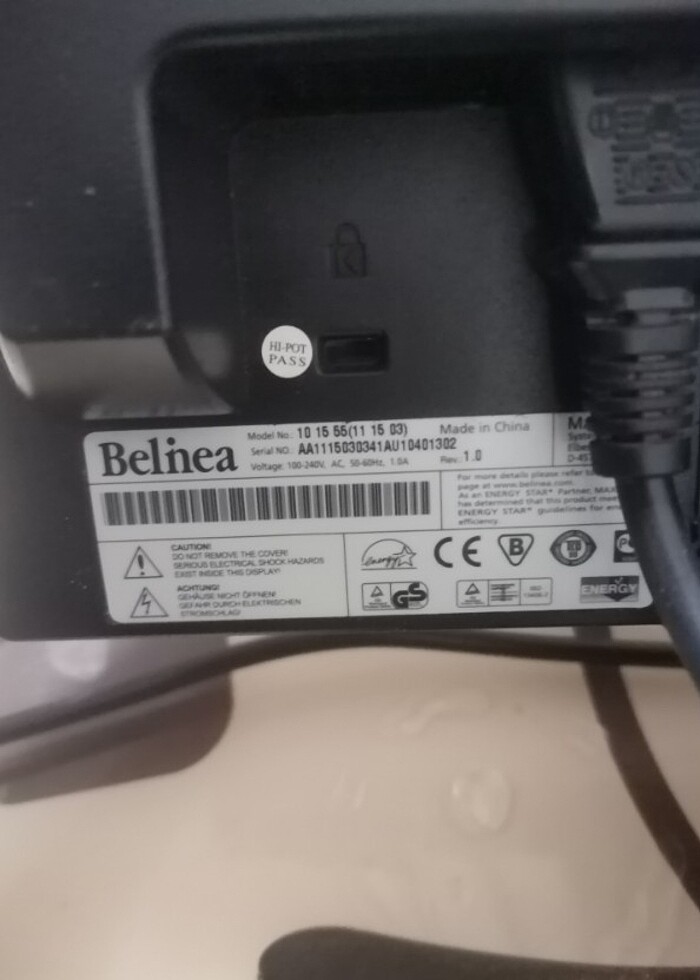 HI-POT
PASS
Belinea
Model No.: 10 15 55(11 15 03)
Made in China
Serial NO.: AA1115030341AU10401302
Voltage: 100-240V, AC, 50-60Hz, 1.0A
Rev: 1.0
For more details please refer
page at www.belinea.com.
As an ENERGY STAR® Partner, MAX
has determined that this product
ENERGY STAR® guidelines for
efficiency.
CAUTION!
DO NOT REMOVE THE COVER!
SERIOUS ELECTRICAL SHOCK HAZARDS
EXIST INSIDE THIS DISPLAY!
ACHTUNG!
GEHÄUSE NICHT ÖFFNEN!
GEFAHR DURCH ELEKTRISCHEN
STROMSCHLAG!
energy
CE
B
GS
ISO
ENERGY